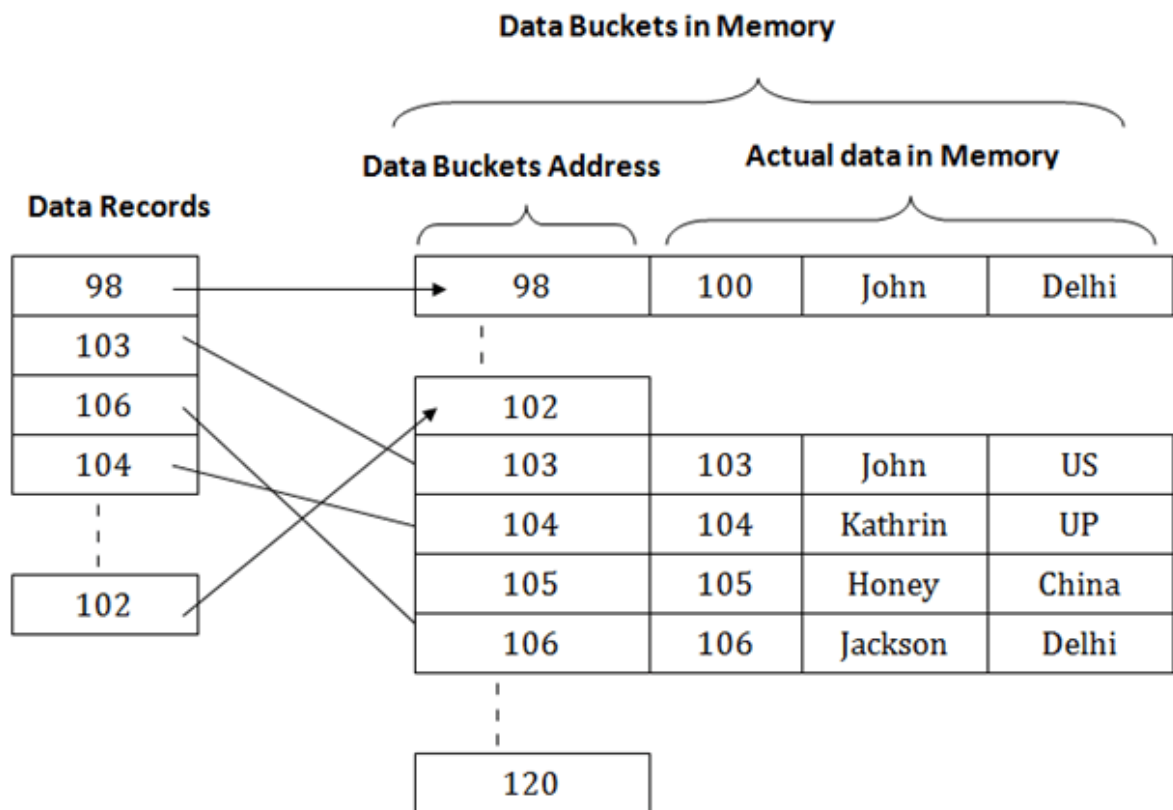 Data Buckets in Memory
Data Buckets Address
Actual data in Memory
Data Records
98
98 100 John Delhi
103
106
102
104
103 103 John US
104 104 Kathrin UP
105 105 Honey China
102
106 106 Jackson Delhi
120